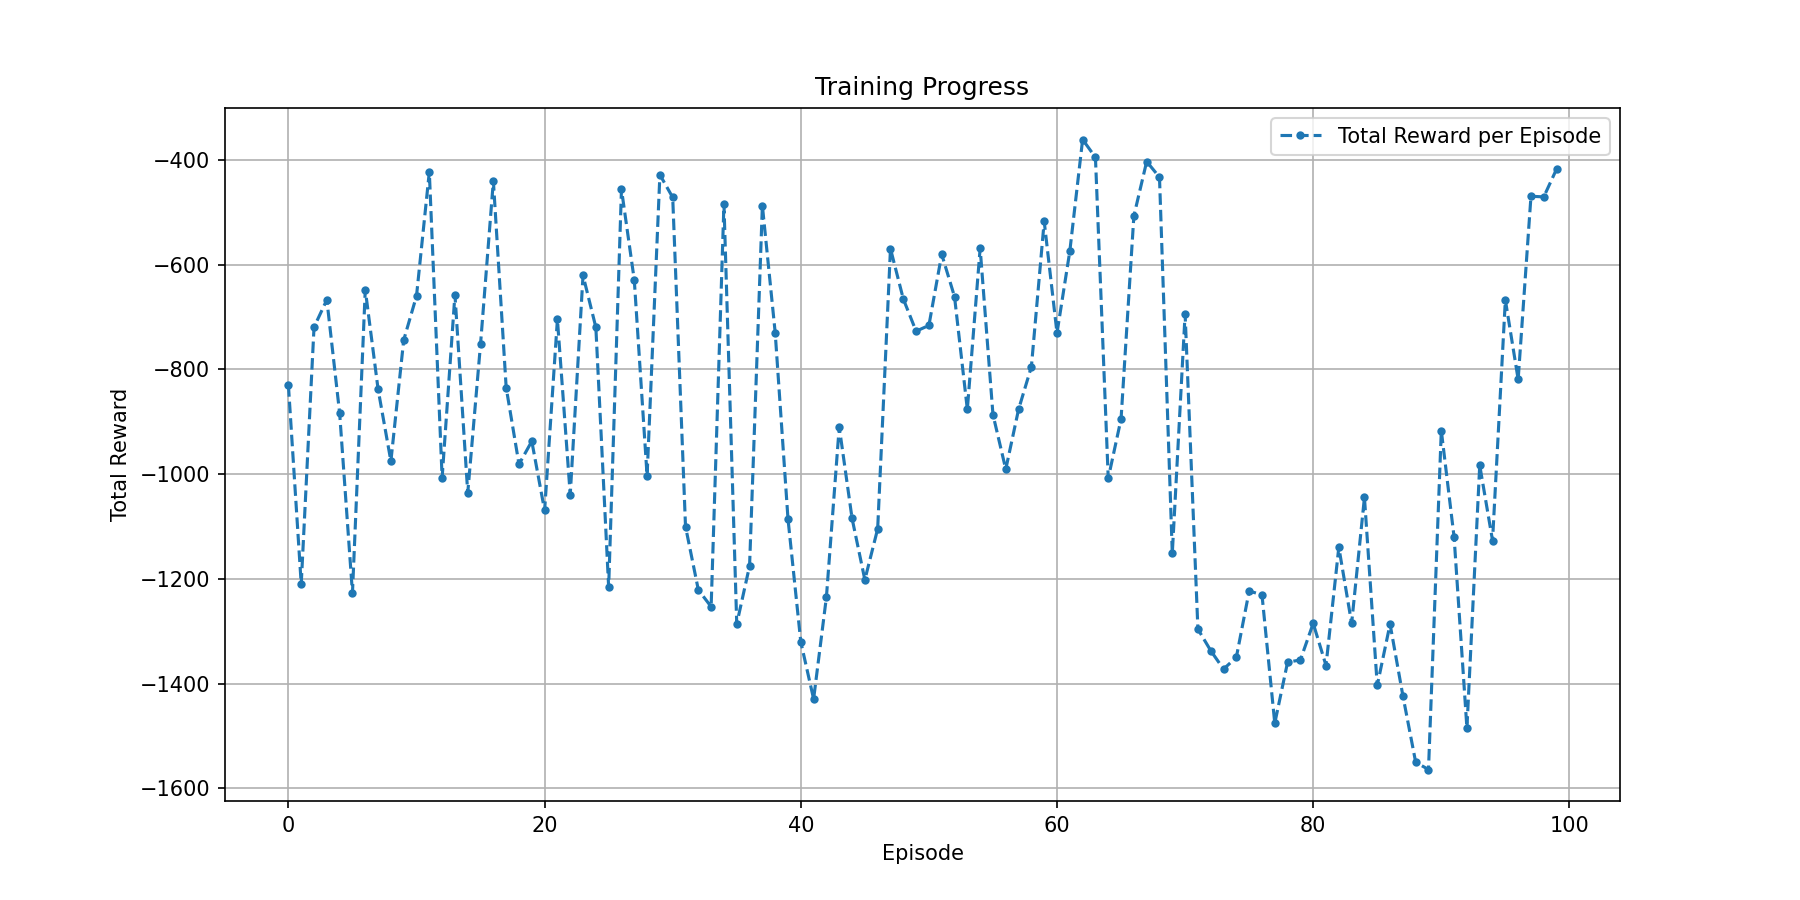 Training Progress
Total Reward per Episode
Total Reward
−400
−600
−800
−1000
−1200
−1400
−1600
0 20 40 60 80 100
Episode